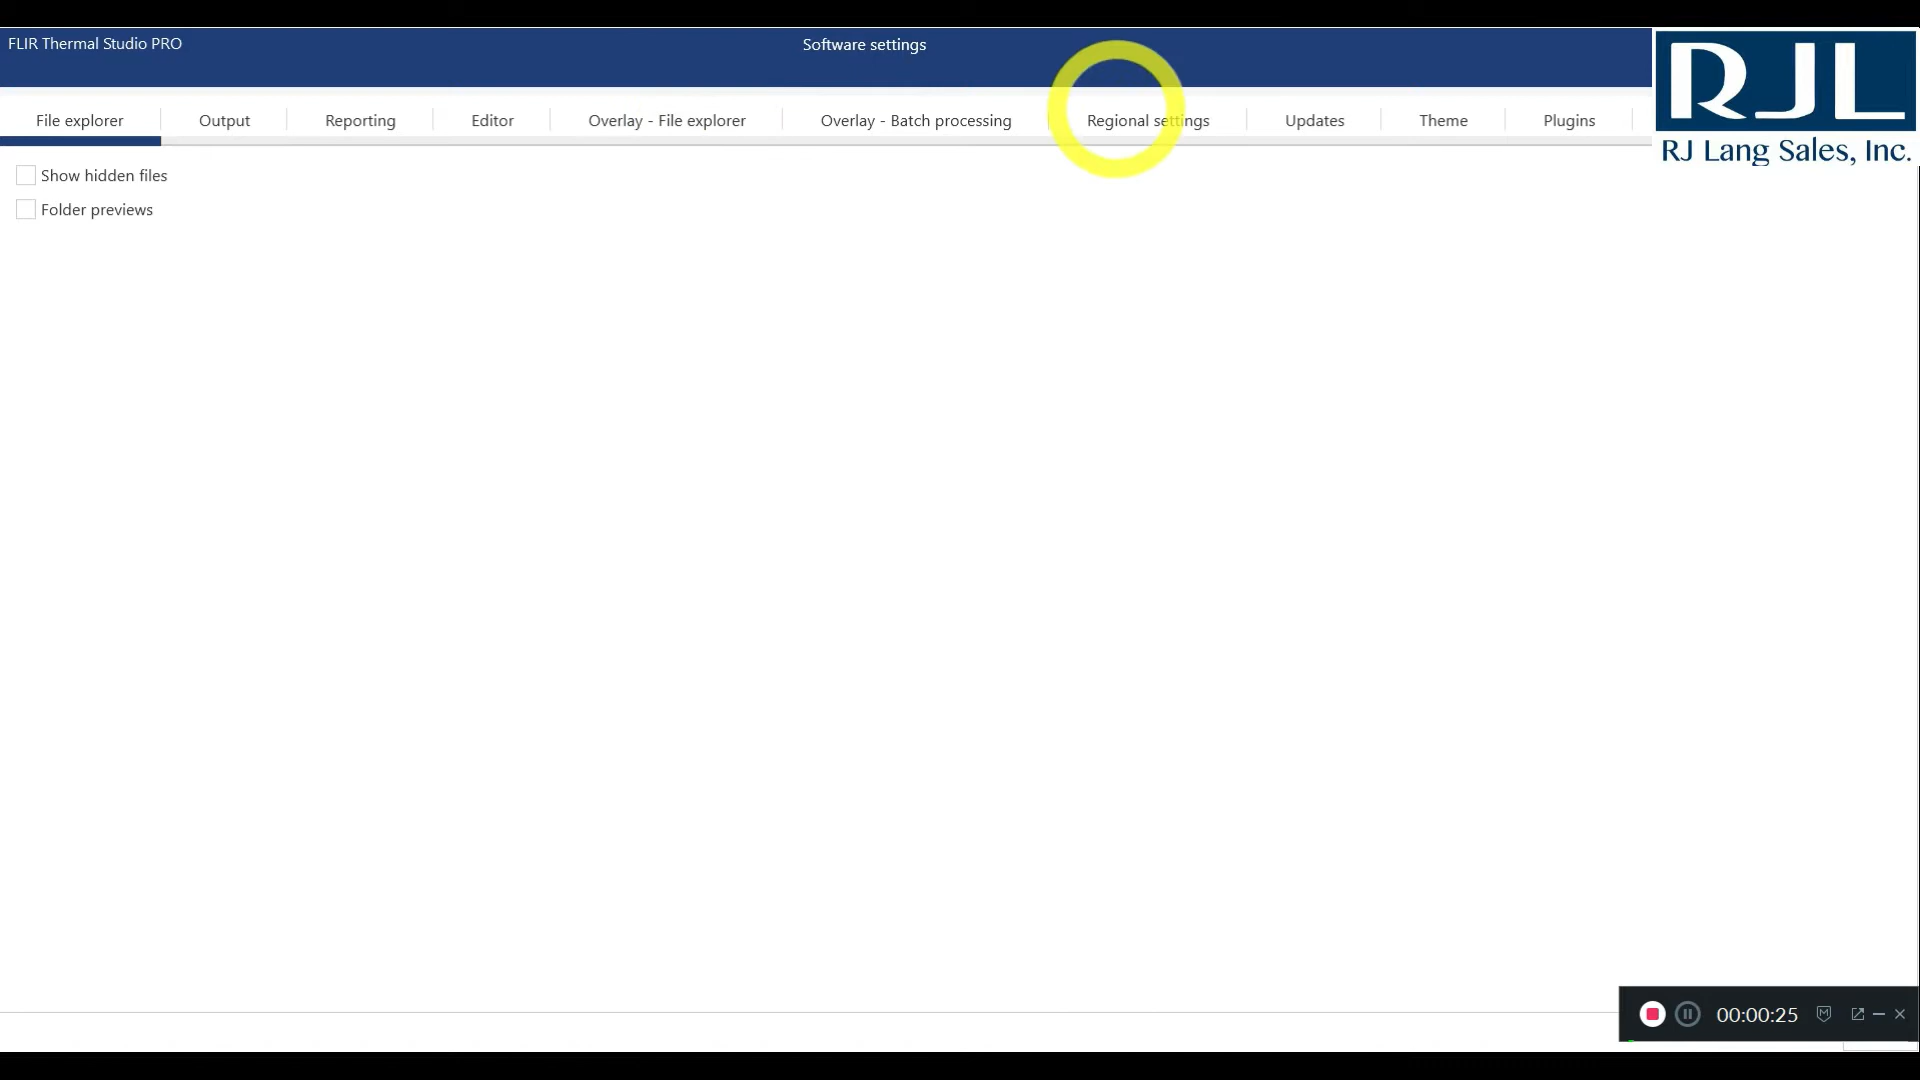 FLIR Thermal Studio PRO
Software settings
RJL
RJ Lang Sales, Inc.
File explorer
Output
Reporting
Editor
Overlay - File explorer
Overlay - Batch processing
Regional settings
Updates
Theme
Plugins
Show hidden files
Folder previews
00:00:25